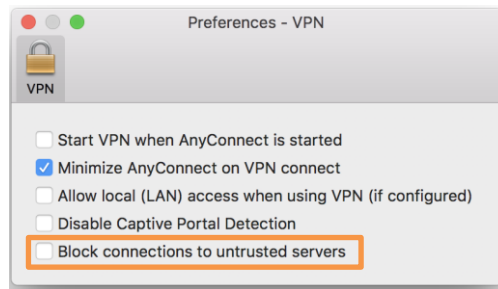 Preferences - VPN
VPN
Start VPN when AnyConnect is started
Minimize AnyConnect on VPN connect
Allow local (LAN) access when using VPN (if configured)
Disable Captive Portal Detection
Block connections to untrusted servers